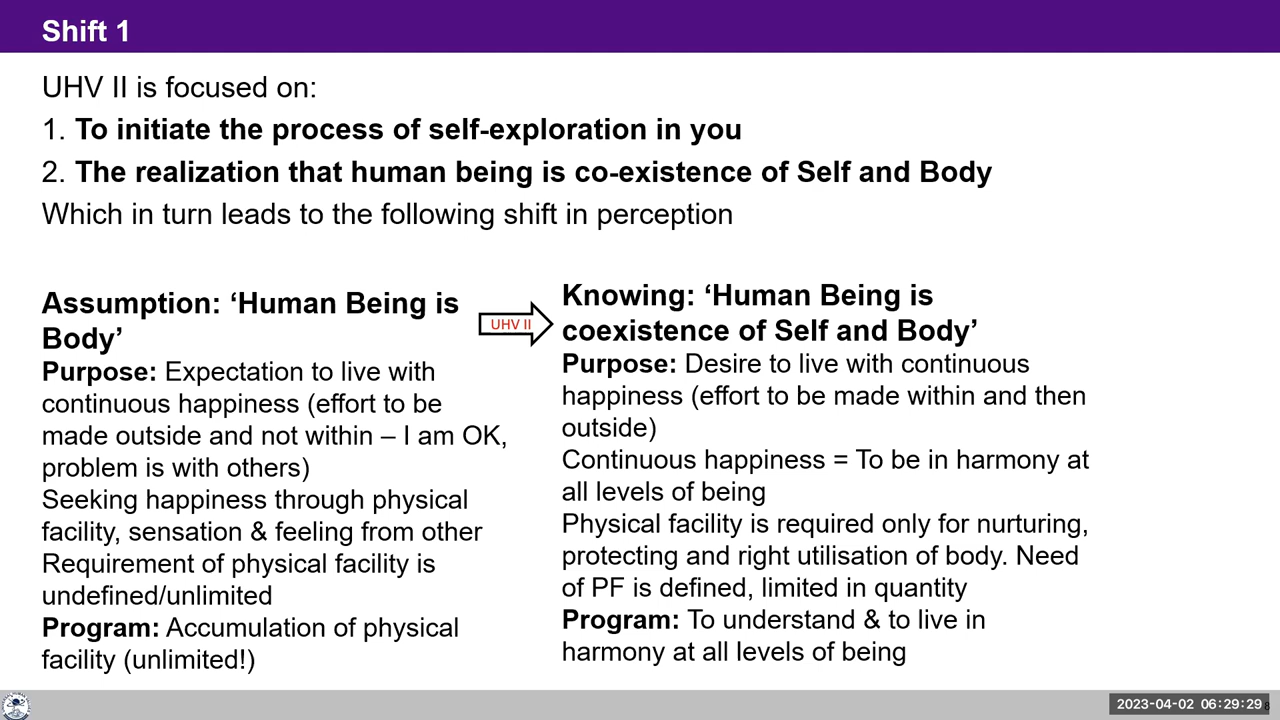 Shift 1
UHV II is focused on:
1. To initiate the process of self-exploration in you
2. The realization that human being is co-existence of Self and Body
Which in turn leads to the following shift in perception
Assumption: ‘Human Being is
Body’
Purpose: Expectation to live with
continuous happiness (effort to be
made outside and not within – I am OK,
problem is with others)
Seeking happiness through physical
facility, sensation & feeling from other
Requirement of physical facility is
undefined/unlimited
Program: Accumulation of physical
facility (unlimited!)
UHV II
Knowing: ‘Human Being is
coexistence of Self and Body’
Purpose: Desire to live with continuous
happiness (effort to be made within and then
outside)
Continuous happiness = To be in harmony at
all levels of being
Physical facility is required only for nurturing,
protecting and right utilisation of body. Need
of PF is defined, limited in quantity
Program: To understand & to live in
harmony at all levels of being
2023-04-02 06:29:29
8